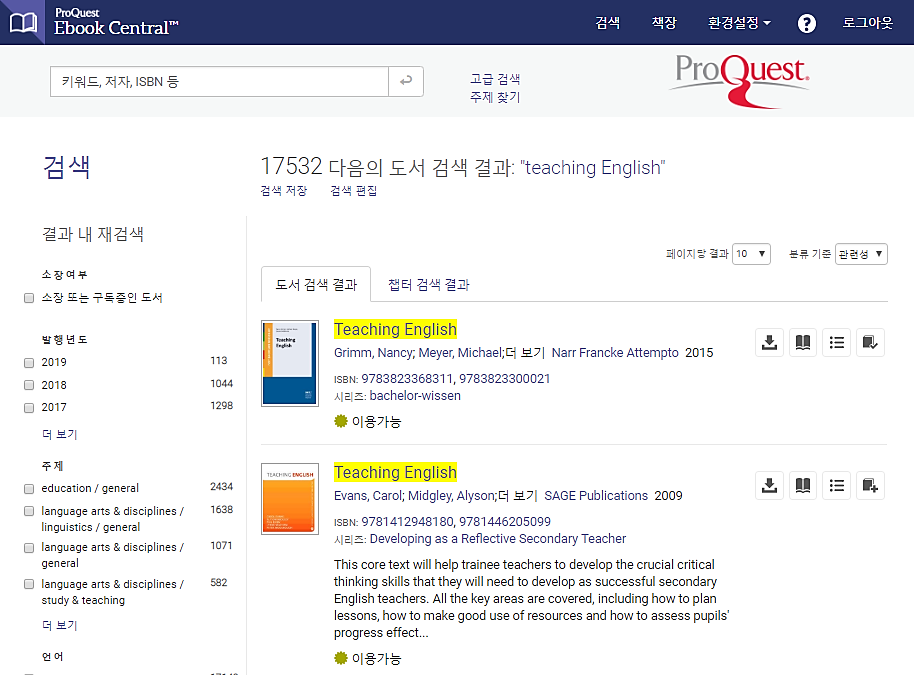 ProQuest
Ebook Central™
검색 책장 환경설정 ? 로그아웃
키워드, 저자, ISBN 등
고급 검색
주제 찾기
ProQuest.
검색
17532 다음의 도서 검색 결과: "teaching English"
검색 저장 검색 편집
결과 내 재검색
페이지당 결과 10 분류 기준 관련성
소장여부
소장 또는 구독중인 도서
도서 검색 결과 챕터 검색 결과
발행년도
2019 113
2018 1044
2017 1298
더 보기
주제
education / general 2434
language arts & disciplines / 1638
linguistics / general
language arts & disciplines / 1071
general
language arts & disciplines / 582
study & teaching
더 보기
언어
Teaching
English
Teaching English
Grimm, Nancy; Meyer, Michael;더 보기 Narr Francke Attempto 2015
ISBN: 9783823368311, 9783823300021
시리즈: bachelor-wissen
이용가능
TEACHING ENGLISH
Teaching English
Evans, Carol; Midgley, Alyson;더 보기 SAGE Publications 2009
ISBN: 9781412948180, 9781446205099
시리즈: Developing as a Reflective Secondary Teacher
This core text will help trainee teachers to develop the crucial critical
thinking skills that they will need to develop as successful secondary
English teachers. All the key areas are covered, including how to plan
lessons, how to make good use of resources and how to assess pupils'
progress effect...
이용가능